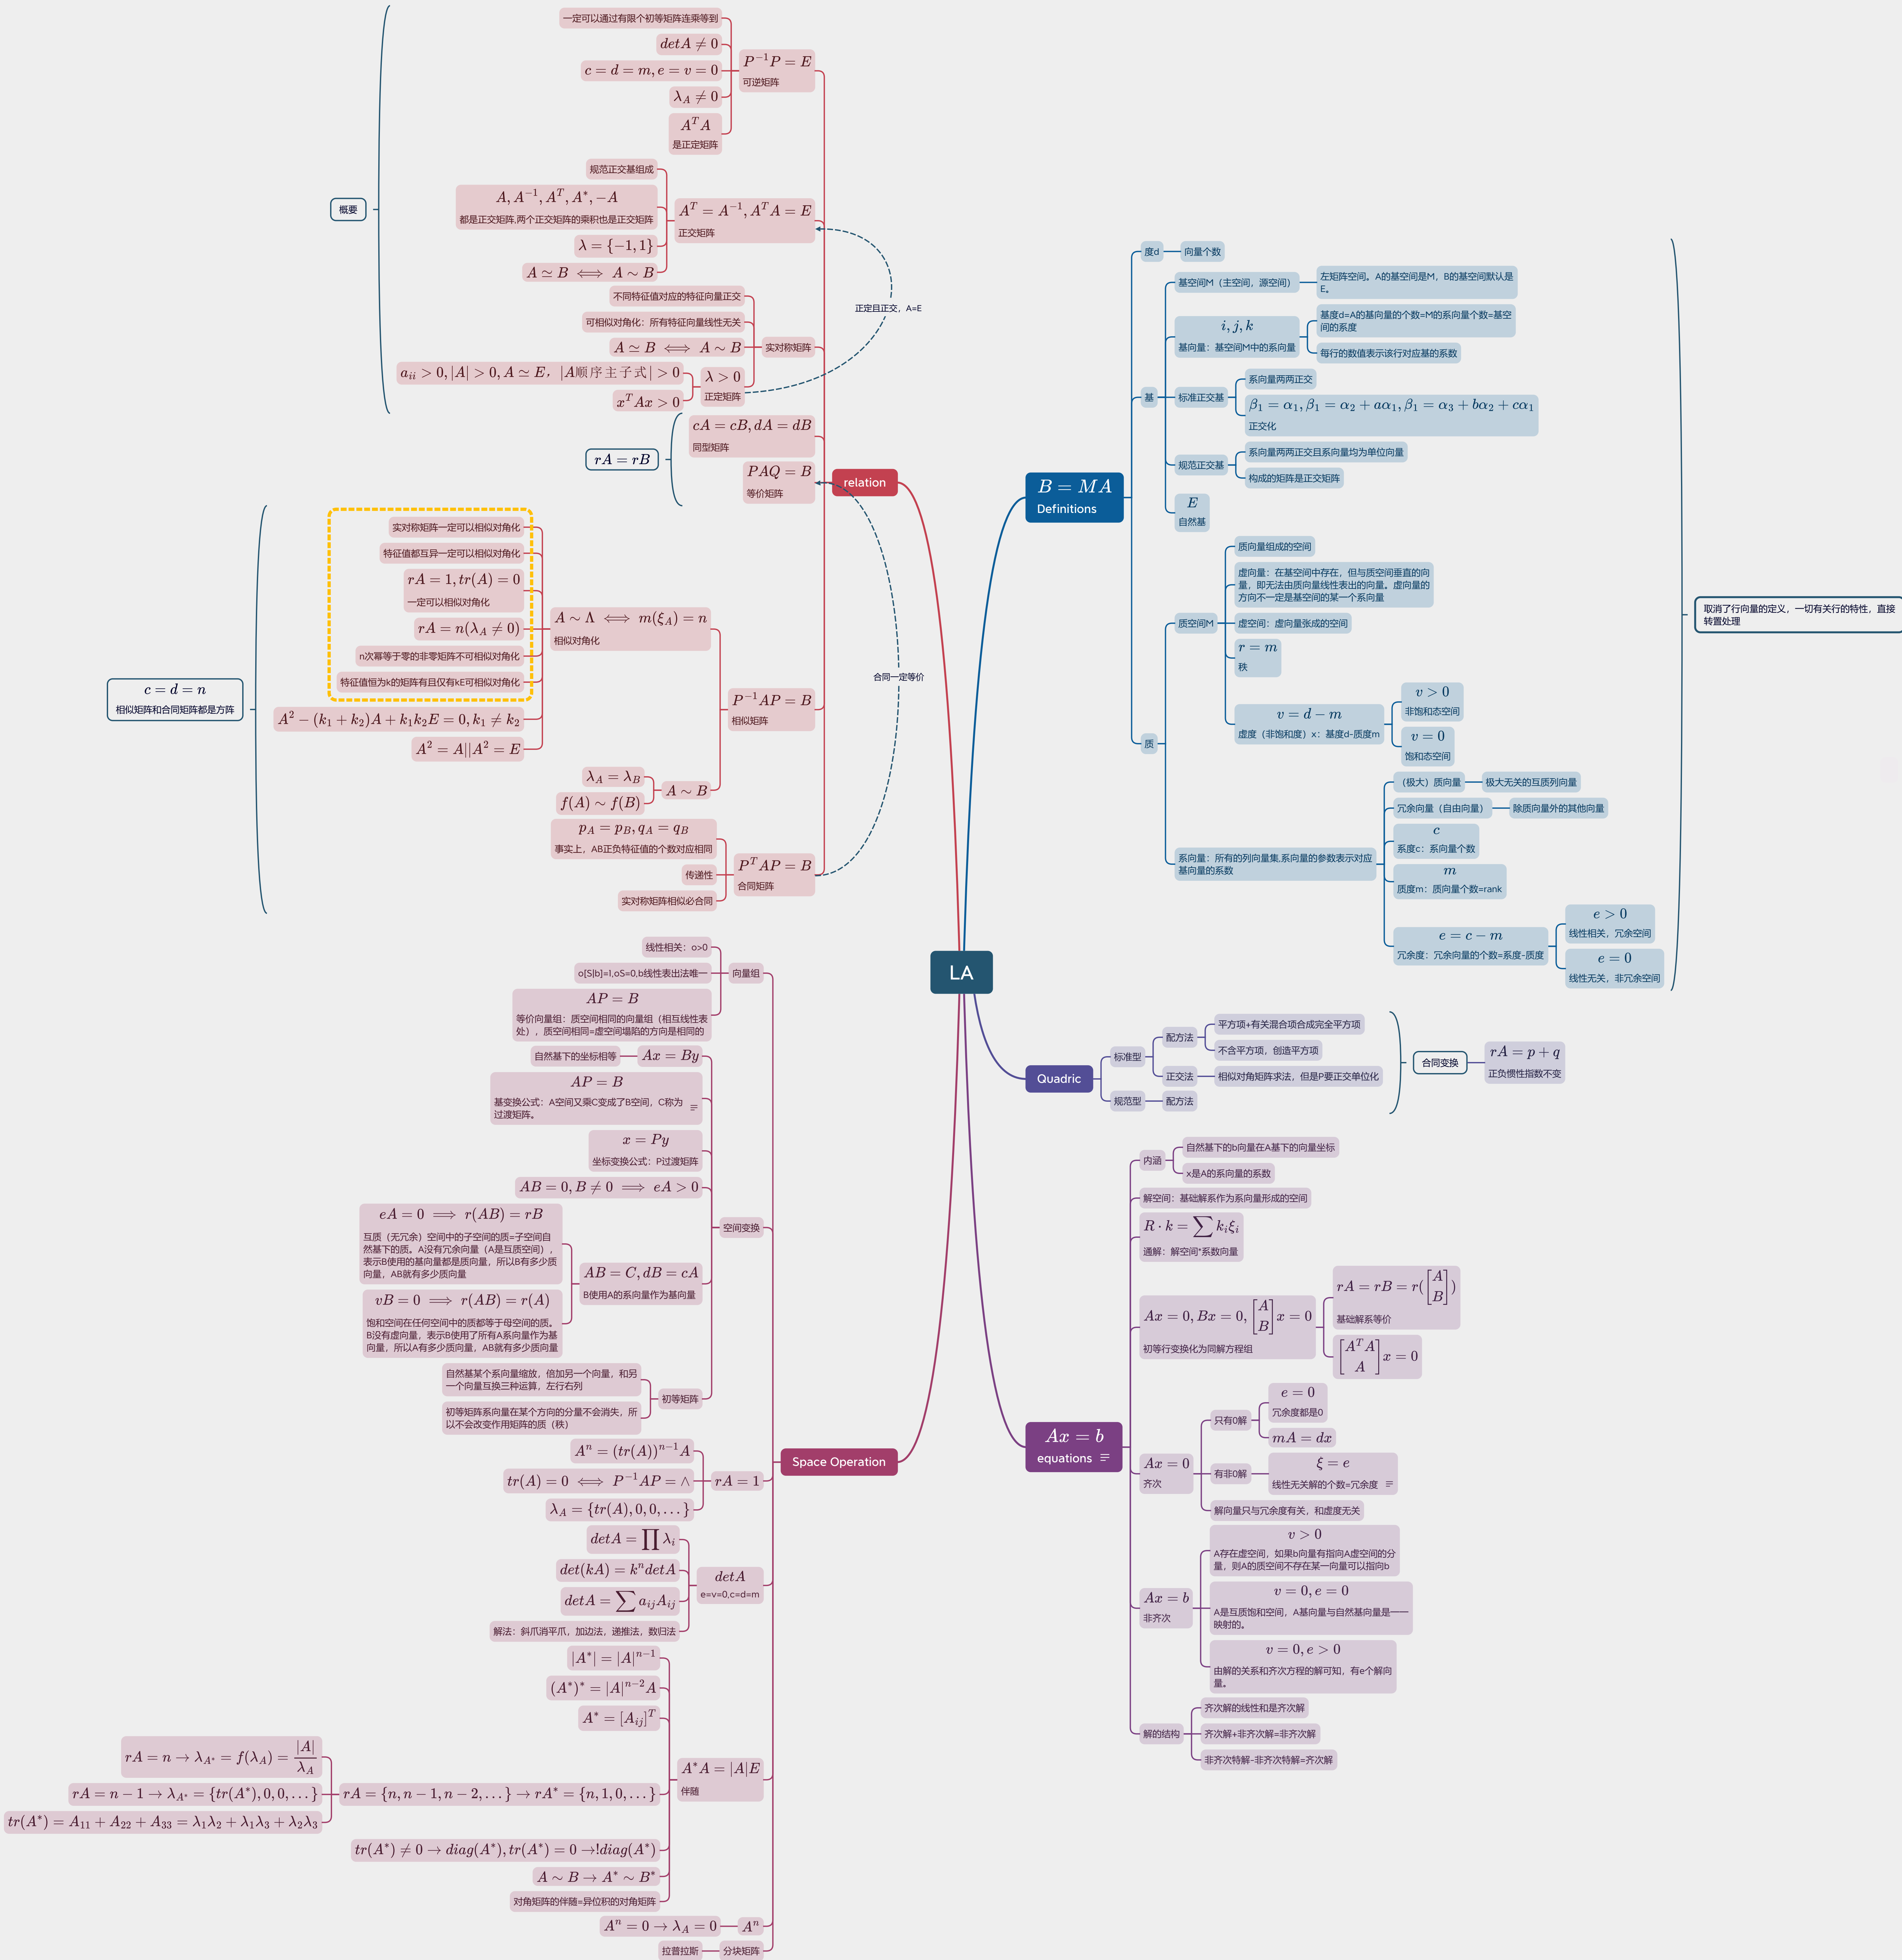 LA
relation
概要
P^{-1}P = E
可逆矩阵
一定可以通过有限个初等矩阵连乘等到
detA ≠ 0
c = d = m, e = v = 0
λ_A ≠ 0
A^T A
是正定矩阵
A^T = A^{-1}, A^T A = E
正交矩阵
规范正交基组成
A, A^{-1}, A^T, A*, −A
都是正交矩阵,两个正交矩阵的乘积也是正交矩阵
λ = {−1, 1}
A ≃ B ⟺ A ∼ B
实对称矩阵
不同特征值对应的特征向量正交
可相似对角化：所有特征向量线性无关
A ≃ B ⟺ A ∼ B
λ > 0
正定矩阵
a_{ii} > 0, |A| > 0, A ≃ E，|A顺序主子式| > 0
x^T Ax > 0
正定且正交，A=E
rA = rB
cA = cB, dA = dB
同型矩阵
PAQ = B
等价矩阵
合同一定等价
c = d = n
相似矩阵和合同矩阵都是方阵
P^{-1}AP = B
相似矩阵
A ∼ Λ ⟺ m(ξ_A) = n
相似对角化
实对称矩阵一定可以相似对角化
特征值都互异一定可以相似对角化
rA = 1, tr(A) = 0
一定可以相似对角化
rA = n(λ_A ≠ 0)
n次幂等于零的非零矩阵不可相似对角化
特征值恒为k的矩阵有且仅有kE可相似对角化
A^2 − (k_1 + k_2)A + k_1k_2E = 0, k_1 ≠ k_2
A^2 = A||A^2 = E
A ∼ B
λ_A = λ_B
f(A) ∼ f(B)
P^T AP = B
合同矩阵
p_A = p_B, q_A = q_B
事实上，AB正负特征值的个数对应相同
传递性
实对称矩阵相似必合同
B = MA
Definitions
取消了行向量的定义，一切有关行的特性，直接
转置处理
度d
向量个数
基
基空间M（主空间，源空间）
左矩阵空间。A的基空间是M，B的基空间默认是
E。
i, j, k
基向量：基空间M中的系向量
基度d=A的基向量的个数=M的系向量个数=基空
间的系度
每行的数值表示该行对应基的系数
标准正交基
系向量两两正交
β_1 = α_1, β_1 = α_2 + aα_1, β_1 = α_3 + bα_2 + cα_1
正交化
规范正交基
系向量两两正交且系向量均为单位向量
构成的矩阵是正交矩阵
E
自然基
质
质空间M
质向量组成的空间
虚向量：在基空间中存在，但与质空间垂直的向
量，即无法由质向量线性表出的向量。虚向量的
方向不一定是基空间的某一个系向量
虚空间：虚向量张成的空间
r = m
秩
v = d − m
虚度（非饱和度）x：基度d-质度m
v > 0
非饱和态空间
v = 0
饱和态空间
系向量：所有的列向量集,系向量的参数表示对应
基向量的系数
（极大）质向量
极大无关的互质列向量
冗余向量（自由向量）
除质向量外的其他向量
c
系度c：系向量个数
m
质度m：质向量个数=rank
e = c − m
冗余度：冗余向量的个数=系度-质度
e > 0
线性相关，冗余空间
e = 0
线性无关，非冗余空间
Quadric
标准型
配方法
平方项+有关混合项合成完全平方项
不含平方项，创造平方项
正交法
相似对角矩阵求法，但是P要正交单位化
规范型
配方法
合同变换
rA = p + q
正负惯性指数不变
Ax = b
equations
内涵
自然基下的b向量在A基下的向量坐标
x是A的系向量的系数
解空间：基础解系作为系向量形成的空间
R · k = ∑ k_iξ_i
通解：解空间*系数向量
Ax = 0, Bx = 0, [A B] x = 0
初等行变换化为同解方程组
rA = rB = r([A B])
基础解系等价
[A^T A A] x = 0
Ax = 0
齐次
只有0解
e = 0
冗余度都是0
mA = dx
有非0解
ξ = e
线性无关解的个数=冗余度
解向量只与冗余度有关，和虚度无关
Ax = b
非齐次
v > 0
A存在虚空间，如果b向量有指向A虚空间的分
量，则A的质空间不存在某一向量可以指向b
v = 0, e = 0
A是互质饱和空间，A基向量与自然基向量是一一
映射的。
v = 0, e > 0
由解的关系和齐次方程的解可知，有e个解向
量。
解的结构
齐次解的线性和是齐次解
齐次解+非齐次解=非齐次解
非齐次特解-非齐次特解=齐次解
Space Operation
向量组
线性相关：o>0
o[S|b]=1,oS=0,b线性表出法唯一
AP = B
等价向量组：质空间相同的向量组（相互线性表
处），质空间相同=虚空间塌陷的方向是相同的
空间变换
Ax = By
自然基下的坐标相等
AP = B
基变换公式：A空间又乘C变成了B空间，C称为
过渡矩阵。
x = Py
坐标变换公式：P过渡矩阵
AB = 0, B ≠ 0 ⟹ eA > 0
AB = C, dB = cA
B使用A的系向量作为基向量
eA = 0 ⟹ r(AB) = rB
互质（无冗余）空间中的子空间的质=子空间自
然基下的质。A没有冗余向量（A是互质空间），
表示B使用的基向量都是质向量，所以B有多少质
向量，AB就有多少质向量
vB = 0 ⟹ r(AB) = r(A)
饱和空间在任何空间中的质都等于母空间的质。
B没有虚向量，表示B使用了所有A系向量作为基
向量，所以A有多少质向量，AB就有多少质向量
初等矩阵
自然基某个系向量缩放，倍加另一个向量，和另
一个向量互换三种运算，左行右列
初等矩阵系向量在某个方向的分量不会消失，所
以不会改变作用矩阵的质（秩）
rA = 1
A^n = (tr(A))^{n−1}A
tr(A) = 0 ⟺ P^{-1}AP = ∧
λ_A = {tr(A), 0, 0, . . . }
detA
e=v=0,c=d=m
detA = ∏ λ_i
det(kA) = k^n detA
detA = ∑ a_{ij}A_{ij}
解法：斜爪消平爪，加边法，递推法，数归法
A*A = |A|E
伴随
|A*| = |A|^{n−1}
(A*)* = |A|^{n−2}A
A* = [A_{ij}]^T
rA = {n, n − 1, n − 2, . . . } → rA* = {n, 1, 0, . . . }
rA = n → λ_{A*} = f(λ_A) = |A|/λ_A
rA = n − 1 → λ_{A*} = {tr(A*), 0, 0, . . . }
tr(A*) = A_{11} + A_{22} + A_{33} = λ_1λ_2 + λ_1λ_3 + λ_2λ_3
tr(A*) ≠ 0 → diag(A*), tr(A*) = 0 →!diag(A*)
A ∼ B → A* ∼ B*
对角矩阵的伴随=异位积的对角矩阵
A^n
A^n = 0 → λ_A = 0
分块矩阵
拉普拉斯